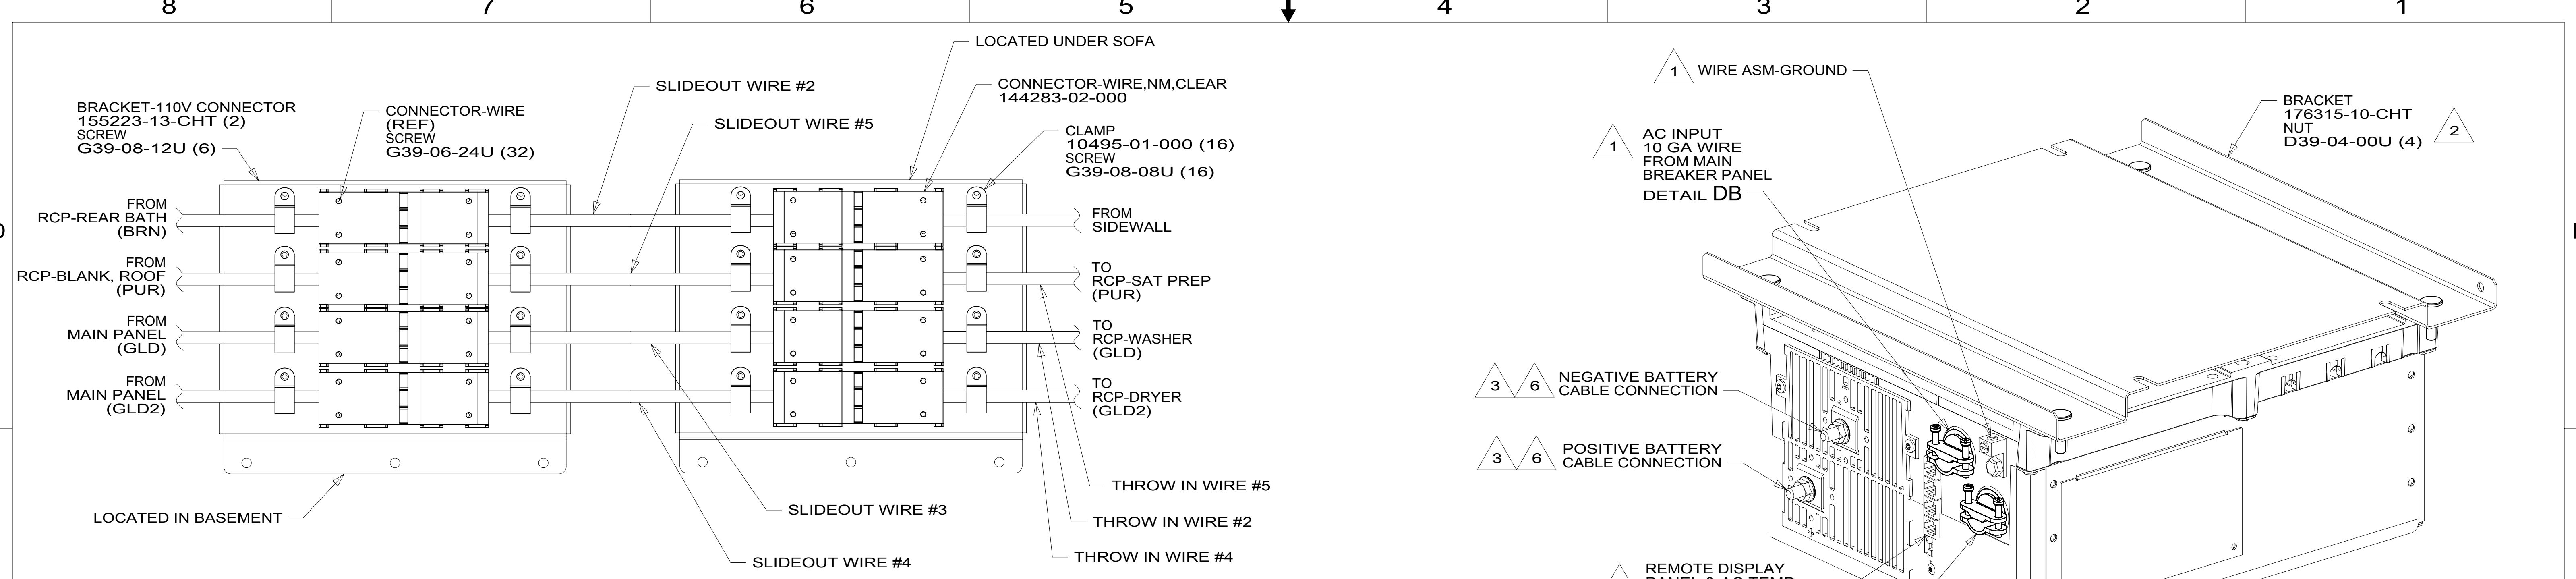 8 7 6 5 4 3 2 1
LOCATED UNDER SOFA
SLIDEOUT WIRE #2
CONNECTOR-WIRE,NM,CLEAR
144283-02-000
BRACKET-110V CONNECTOR
155223-13-CHT (2)
SCREW
G39-08-12U (6)
CONNECTOR-WIRE
(REF)
SCREW
G39-06-24U (32)
SLIDEOUT WIRE #5
CLAMP
10495-01-000 (16)
SCREW
G39-08-08U (16)
FROM
RCP-REAR BATH
(BRN)
FROM
RCP-BLANK, ROOF
(PUR)
FROM
MAIN PANEL
(GLD)
FROM
MAIN PANEL
(GLD2)
FROM
SIDEWALL
TO
RCP-SAT PREP
(PUR)
TO
RCP-WASHER
(GLD)
TO
RCP-DRYER
(GLD2)
LOCATED IN BASEMENT
SLIDEOUT WIRE #3
SLIDEOUT WIRE #4
THROW IN WIRE #5
THROW IN WIRE #2
THROW IN WIRE #4
1 WIRE ASM-GROUND
1
AC INPUT
10 GA WIRE
FROM MAIN
BREAKER PANEL
DETAIL DB
BRACKET
176315-10-CHT
NUT
D39-04-00U (4)
2
3 6 NEGATIVE BATTERY
CABLE CONNECTION
3 6 POSITIVE BATTERY
CABLE CONNECTION
REMOTE DISPLAY
PANEL & AC TEMP